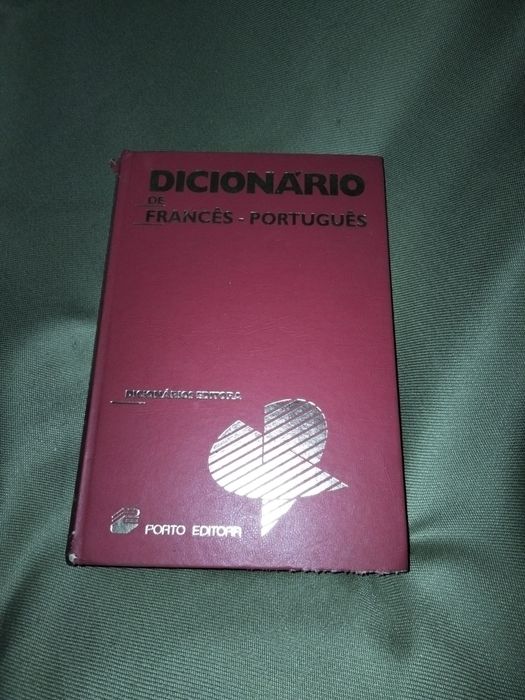 DICIONÁRIO
DE
FRANCÊS - PORTUGUÊS
DICIONÁRIOS EDITORA
PORTO EDITORA